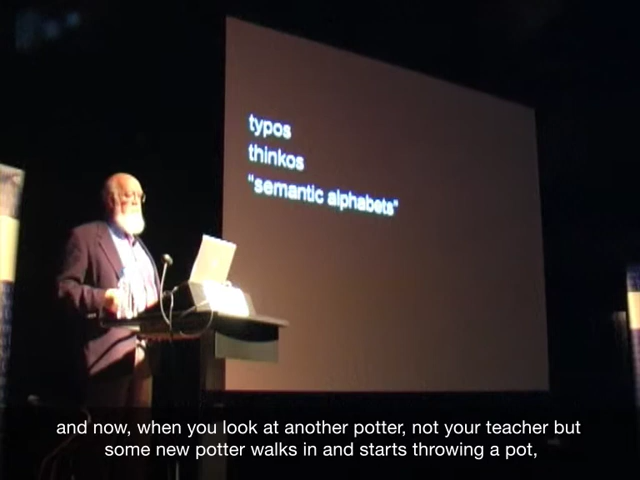 typos
thinkos
"semantic alphabets"
and now, when you look at another potter, not your teacher but
some new potter walks in and starts throwing a pot,